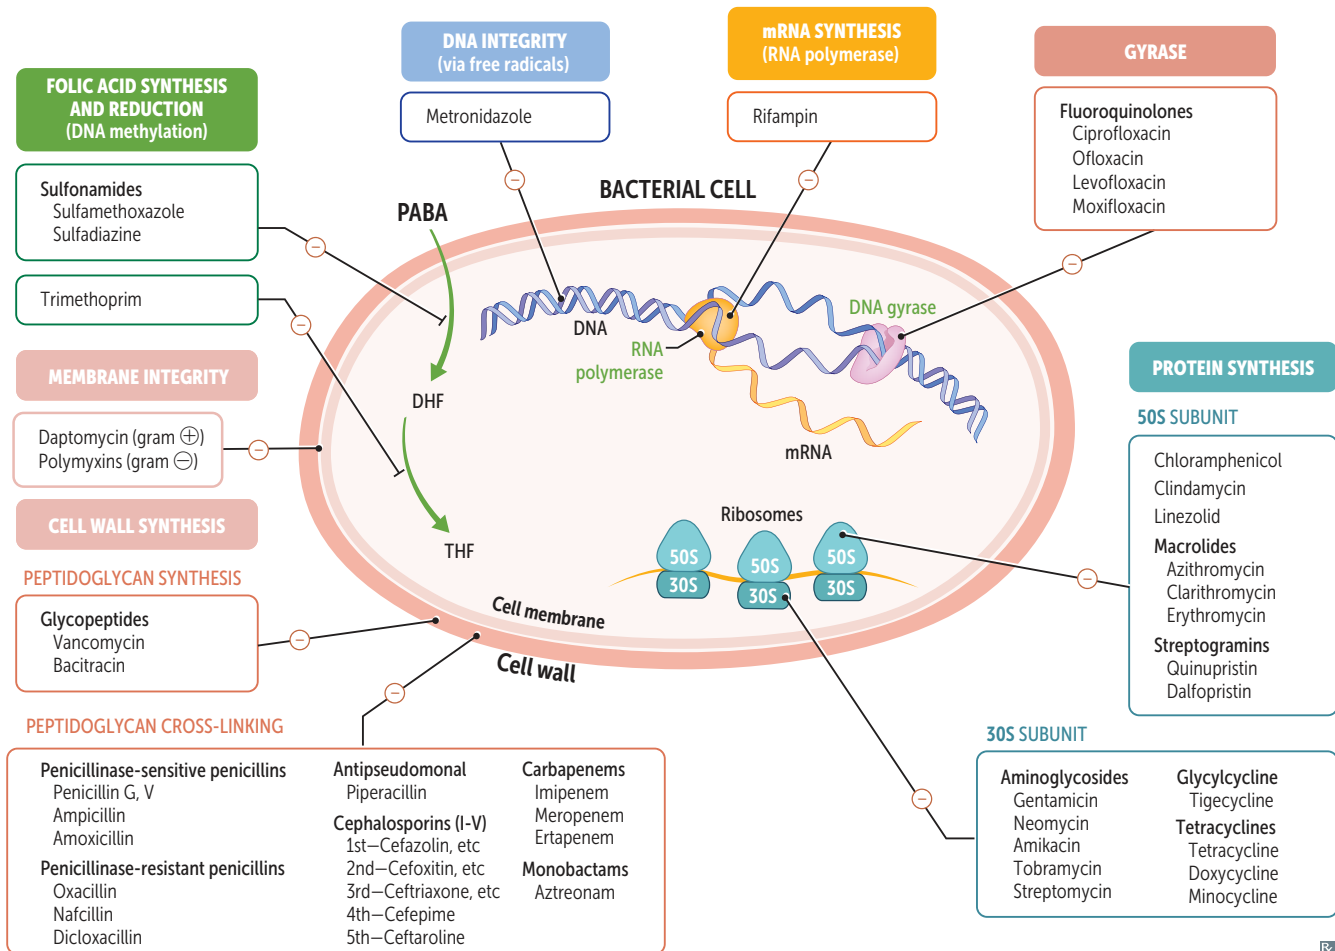 FOLIC ACID SYNTHESIS
AND REDUCTION
(DNA methylation)
Sulfonamides
Sulfamethoxazole
Sulfadiazine
Trimethoprim
DNA INTEGRITY
(via free radicals)
Metronidazole
mRNA SYNTHESIS
(RNA polymerase)
Rifampin
GYRASE
Fluoroquinolones
Ciprofloxacin
Ofloxacin
Levofloxacin
Moxifloxacin
BACTERIAL CELL
PABA
DHF
THF
DNA
RNA
polymerase
DNA gyrase
mRNA
Ribosomes
50S
30S
50S
30S
50S
30S
Cell membrane
Cell wall
MEMBRANE INTEGRITY
Daptomycin (gram ⊕)
Polymyxins (gram ⊖)
CELL WALL SYNTHESIS
PEPTIDOGLYCAN SYNTHESIS
Glycopeptides
Vancomycin
Bacitracin
PEPTIDOGLYCAN CROSS-LINKING
Penicillinase-sensitive penicillins
Penicillin G, V
Ampicillin
Amoxicillin
Penicillinase-resistant penicillins
Oxacillin
Nafcillin
Dicloxacillin
Antipseudomonal
Piperacillin
Cephalosporins (I-V)
1st—Cefazolin, etc
2nd—Cefoxitin, etc
3rd—Ceftriaxone, etc
4th—Cefepime
5th—Ceftaroline
Carbapenems
Imipenem
Meropenem
Ertapenem
Monobactams
Aztreonam
PROTEIN SYNTHESIS
50S SUBUNIT
Chloramphenicol
Clindamycin
Linezolid
Macrolides
Azithromycin
Clarithromycin
Erythromycin
Streptogramins
Quinupristin
Dalfopristin
30S SUBUNIT
Aminoglycosides
Gentamicin
Neomycin
Amikacin
Tobramycin
Streptomycin
Glycylcycline
Tigecycline
Tetracyclines
Tetracycline
Doxycycline
Minocycline